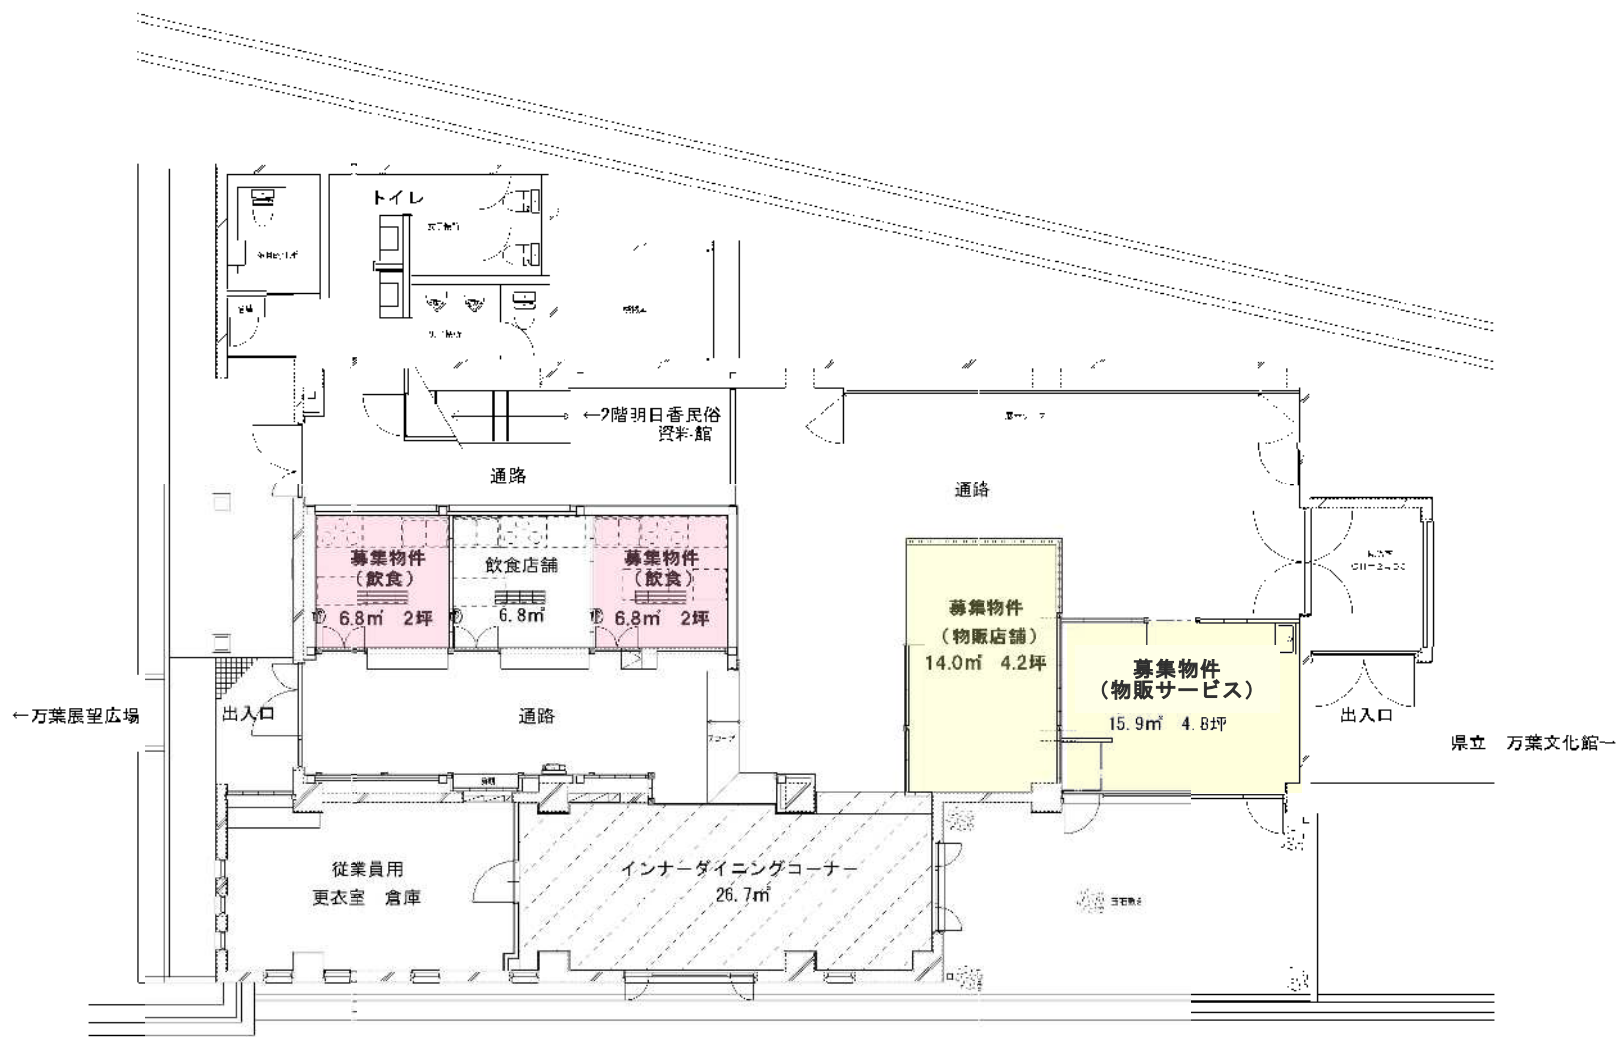 トイレ
←2階明日香民俗
資料館
通路
通路
募集物件
(飲食)
6.8㎡ 2坪
飲食店舗
6.8㎡
募集物件
(飲食)
6.8㎡ 2坪
募集物件
(物販店舗)
14.0㎡ 4.2坪
募集物件
(物販サービス)
15.9㎡ 4.8坪
←万葉展望広場
出入口
通路
スロープ
出入口
県立 万葉文化館→
従業員用
更衣室 倉庫
インナーダイニングコーナー
26.7㎡